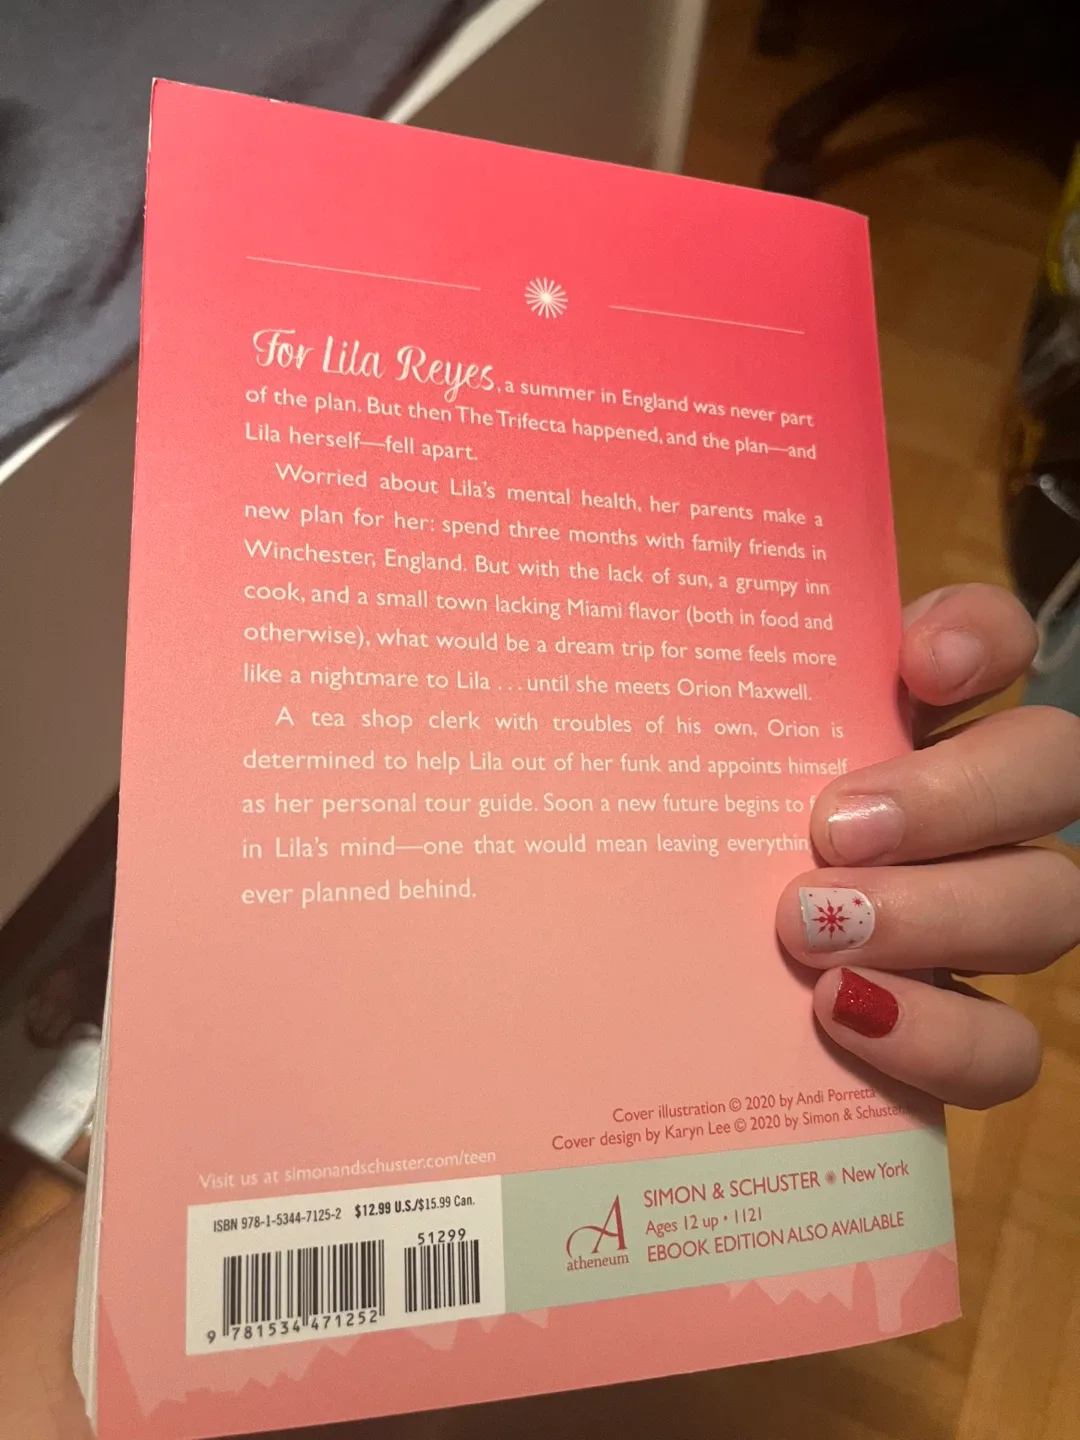 For Lila Reyes, a summer in England was never part
of the plan. But then The Trifecta happened, and the plan—and
Lila herself—fell apart.
Worried about Lila's mental health, her parents make a
new plan for her: spend three months with family friends in
Winchester, England. But with the lack of sun, a grumpy inn
cook, and a small town lacking Miami flavor (both in food and
otherwise), what would be a dream trip for some feels more
like a nightmare to Lila . . . until she meets Orion Maxwell.
A tea shop clerk with troubles of his own, Orion is
determined to help Lila out of her funk and appoints himself
as her personal tour guide. Soon a new future begins to
in Lila's mind—one that would mean leaving everythin
ever planned behind.
Cover illustration © 2020 by Andi Porretta
Cover design by Karyn Lee © 2020 by Simon & Schuster
Visit us at simonandschuster.com/teen
ISBN 978-1-5344-7125-2 $12.99 U.S./$15.99 Can.
51299
9 781534 471252
A
atheneum
SIMON & SCHUSTER New York
Ages 12 up • 1121
EBOOK EDITION ALSO AVAILABLE